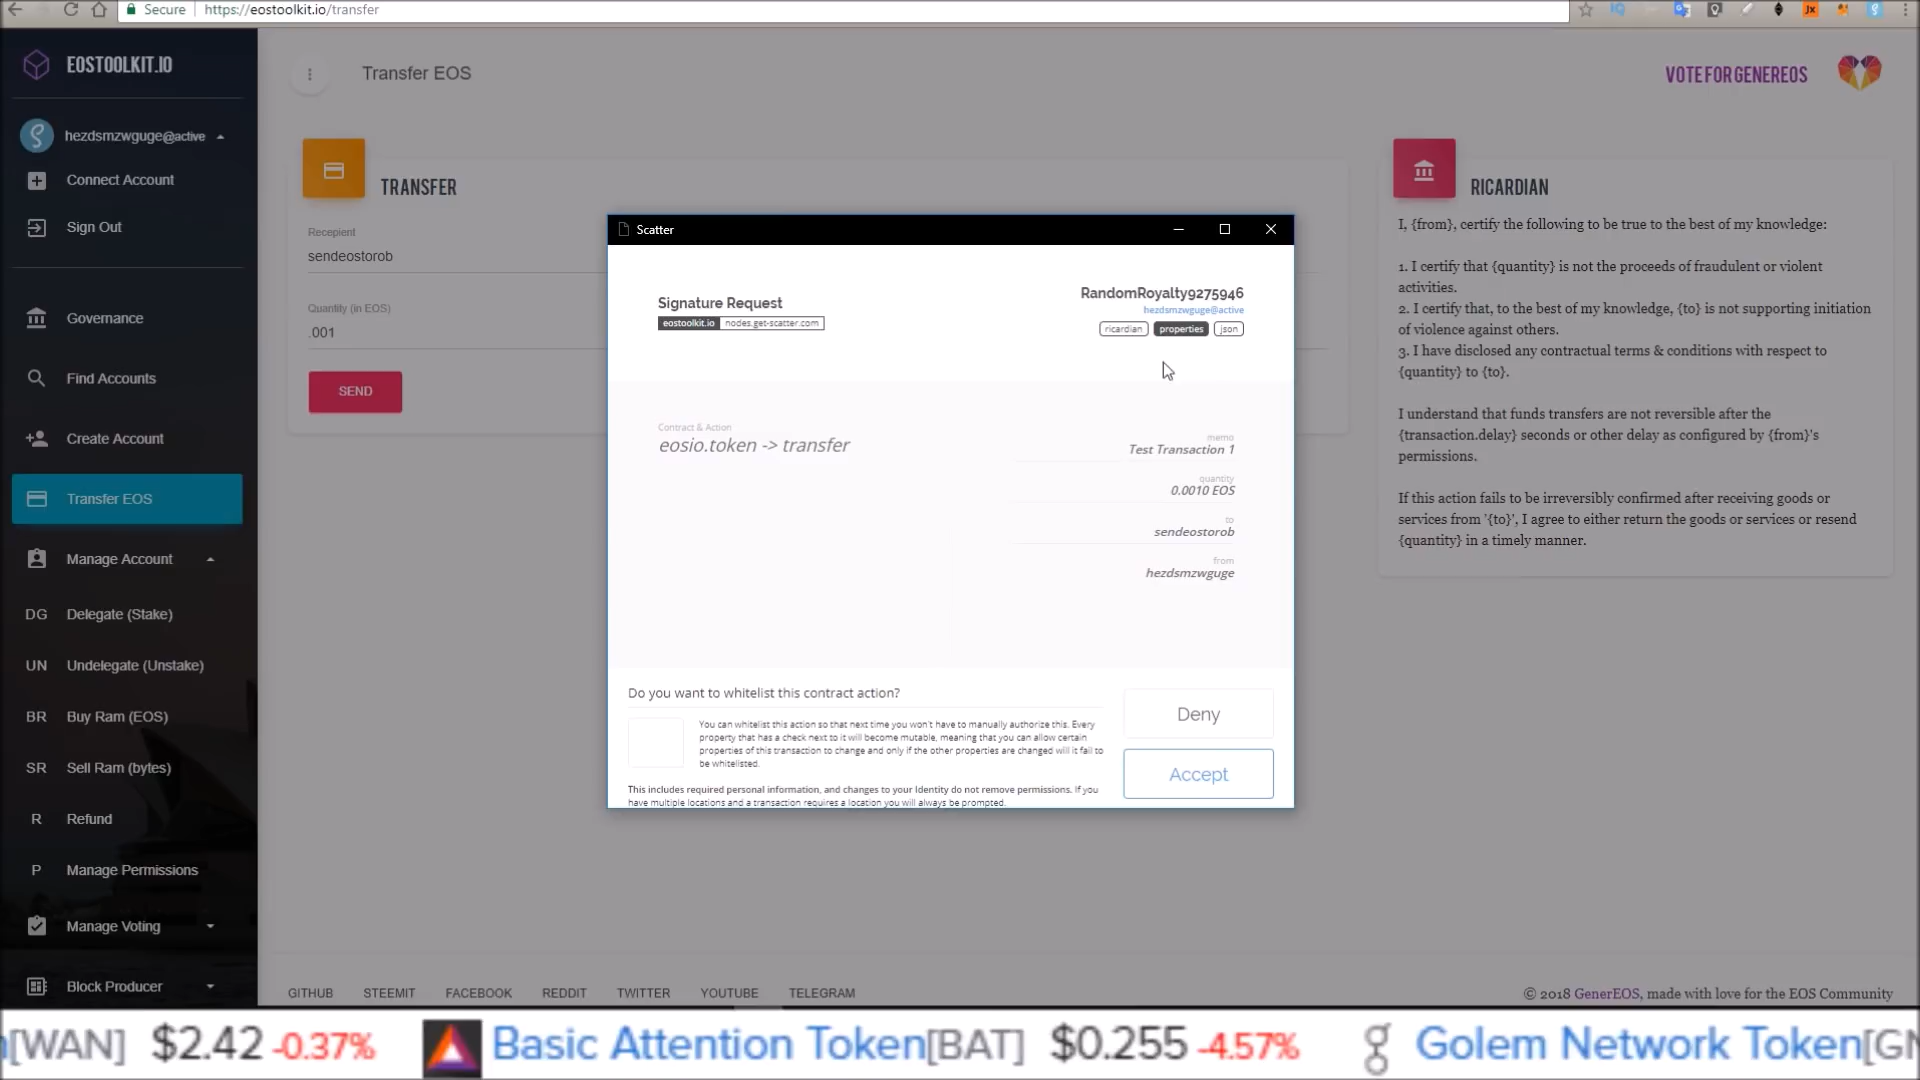 Secure
https://eostoolkit.io/transfer
EOSTOOLKIT.IO
hezdsmzwguge@active
Connect Account
Sign Out
Governance
Find Accounts
Create Account
Transfer EOS
Manage Account
DG Delegate (Stake)
UN Undelegate (Unstake)
BR Buy Ram (EOS)
SR Sell Ram (bytes)
R Refund
P Manage Permissions
Manage Voting
Block Producer
Transfer EOS
VOTE FOR GENEREOS
TRANSFER
Recepient
sendeostorob
Quantity (in EOS)
.001
SEND
Scatter
Signature Request
eostoolkit.io nodes.get-scatter.com
RandomRoyalty9275946
hezdsmzwguge@active
ricardian properties json
Contract & Action
eosio.token -> transfer
memo
Test Transaction 1
quantity
0.0010 EOS
to
sendeostorob
from
hezdsmzwguge
Do you want to whitelist this contract action?
You can whitelist this action so that next time you won't have to manually authorize this. Every
property that has a check next to it will become mutable, meaning that you can allow certain
properties of this transaction to change and only if the other properties are changed will it fail to
be whitelisted.
This includes required personal information, and changes to your Identity do not remove permissions. If you
have multiple locations and a transaction requires a location you will always be prompted.
Deny
Accept
RICARDIAN
I, {from}, certify the following to be true to the best of my knowledge:
1. I certify that {quantity} is not the proceeds of fraudulent or violent
activities.
2. I certify that, to the best of my knowledge, {to} is not supporting initiation
of violence against others.
3. I have disclosed any contractual terms & conditions with respect to
{quantity} to {to}.
I understand that funds transfers are not reversible after the
{transaction.delay} seconds or other delay as configured by {from}'s
permissions.
If this action fails to be irreversibly confirmed after receiving goods or
services from '{to}', I agree to either return the goods or services or resend
{quantity} in a timely manner.
GITHUB STEEMIT FACEBOOK REDDIT TWITTER YOUTUBE TELEGRAM
© 2018 GenerEOS, made with love for the EOS Community
[WAN] $2.42 -0.37% Basic Attention Token[BAT] $0.255 -4.57% Golem Network Token[GN